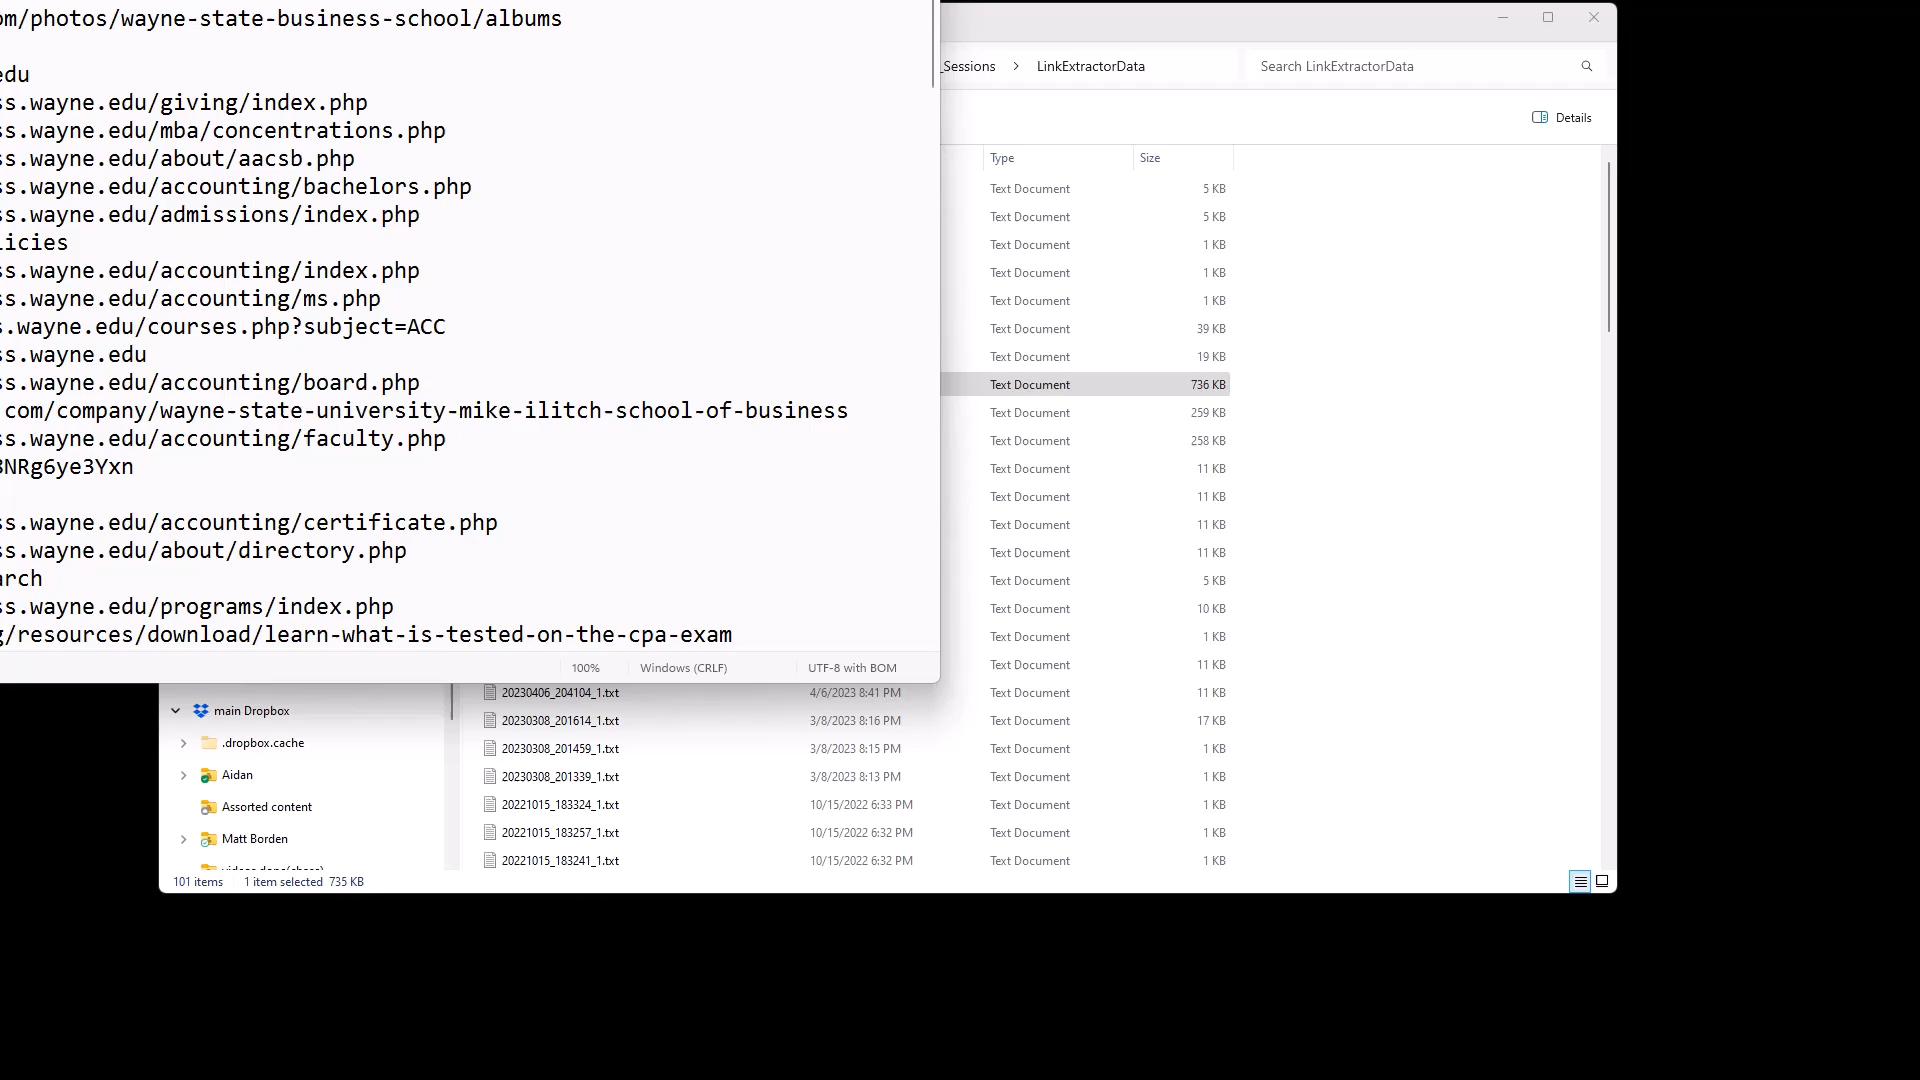 om/photos/wayne-state-business-school/albums
edu
ss.wayne.edu/giving/index.php
ss.wayne.edu/mba/concentrations.php
ss.wayne.edu/about/aacsb.php
ss.wayne.edu/accounting/bachelors.php
ss.wayne.edu/admissions/index.php
licies
ss.wayne.edu/accounting/index.php
ss.wayne.edu/accounting/ms.php
s.wayne.edu/courses.php?subject=ACC
ss.wayne.edu
ss.wayne.edu/accounting/board.php
.com/company/wayne-state-university-mike-ilitch-school-of-business
ss.wayne.edu/accounting/faculty.php
3NRg6ye3Yxn
ss.wayne.edu/accounting/certificate.php
ss.wayne.edu/about/directory.php
arch
ss.wayne.edu/programs/index.php
g/resources/download/learn-what-is-tested-on-the-cpa-exam
100% Windows (CRLF) UTF-8 with BOM
_Sessions > LinkExtractorData Search LinkExtractorData
Details
Type Size
Text Document 5 KB
Text Document 5 KB
Text Document 1 KB
Text Document 1 KB
Text Document 1 KB
Text Document 39 KB
Text Document 19 KB
Text Document 736 KB
Text Document 259 KB
Text Document 258 KB
Text Document 11 KB
Text Document 11 KB
Text Document 11 KB
Text Document 11 KB
Text Document 5 KB
Text Document 10 KB
Text Document 1 KB
Text Document 11 KB
20230406_204104_1.txt 4/6/2023 8:41 PM Text Document 11 KB
20230308_201614_1.txt 3/8/2023 8:16 PM Text Document 17 KB
20230308_201459_1.txt 3/8/2023 8:15 PM Text Document 1 KB
20230308_201339_1.txt 3/8/2023 8:13 PM Text Document 1 KB
20221015_183324_1.txt 10/15/2022 6:33 PM Text Document 1 KB
20221015_183257_1.txt 10/15/2022 6:32 PM Text Document 1 KB
20221015_183241_1.txt 10/15/2022 6:32 PM Text Document 1 KB
main Dropbox
.dropbox.cache
Aidan
Assorted content
Matt Borden
101 items 1 item selected 735 KB